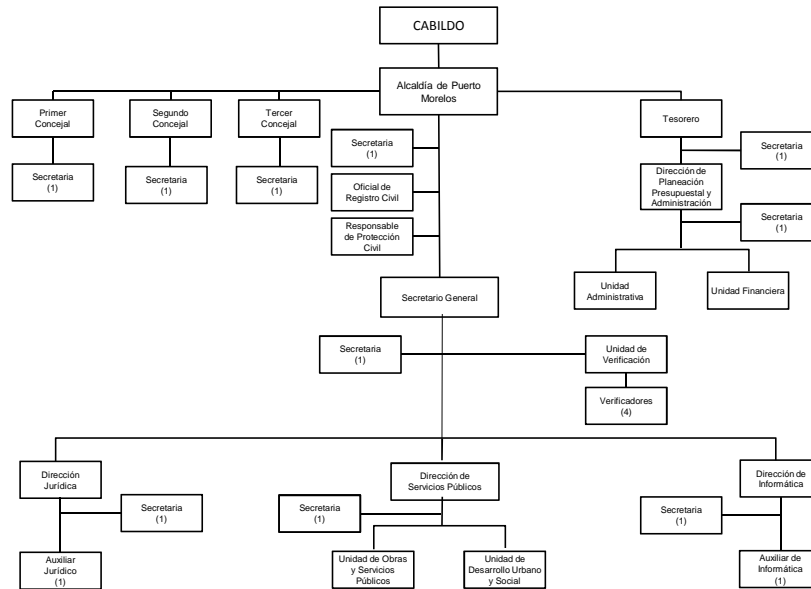 CABILDO
Alcaldía de Puerto
Morelos
Primer
Concejal
Segundo
Concejal
Tercer
Concejal
Tesorero
Secretaria
(1)
Secretaria
(1)
Secretaria
(1)
Secretaria
(1)
Oficial de
Registro Civil
Responsable
de Protección
Civil
Secretaria
(1)
Dirección de
Planeación
Presupuestal y
Administración
Secretaria
(1)
Unidad
Administrativa
Unidad Financiera
Secretario General
Secretaria
(1)
Unidad de
Verificación
Verificadores
(4)
Dirección
Jurídica
Dirección de
Servicios Públicos
Dirección de
Informática
Secretaria
(1)
Secretaria
(1)
Secretaria
(1)
Auxiliar
Jurídico
(1)
Unidad de Obras
y Servicios
Públicos
Unidad de
Desarrollo Urbano
y Social
Auxiliar de
Informática
(1)